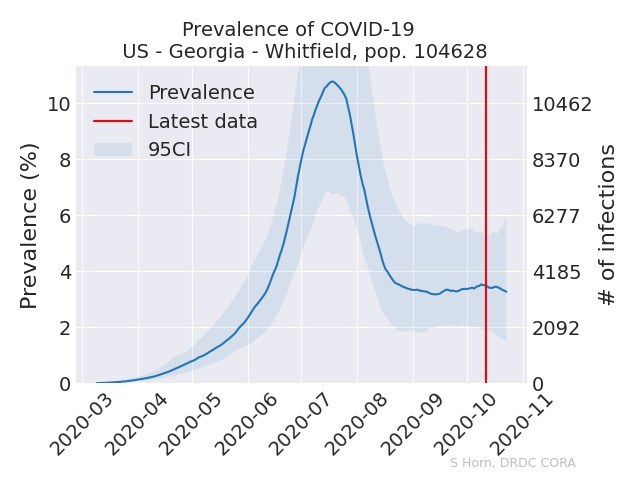 Prevalence of COVID-19
US - Georgia - Whitfield, pop. 104628
Prevalence
Latest data
95CI
Prevalence (%)
10
8
6
4
2
0
10462
8370
6277
4185
2092
0
# of infections
2020-03
2020-04
2020-05
2020-06
2020-07
2020-08
2020-09
2020-10
2020-11
S Horn, DRDC CORA